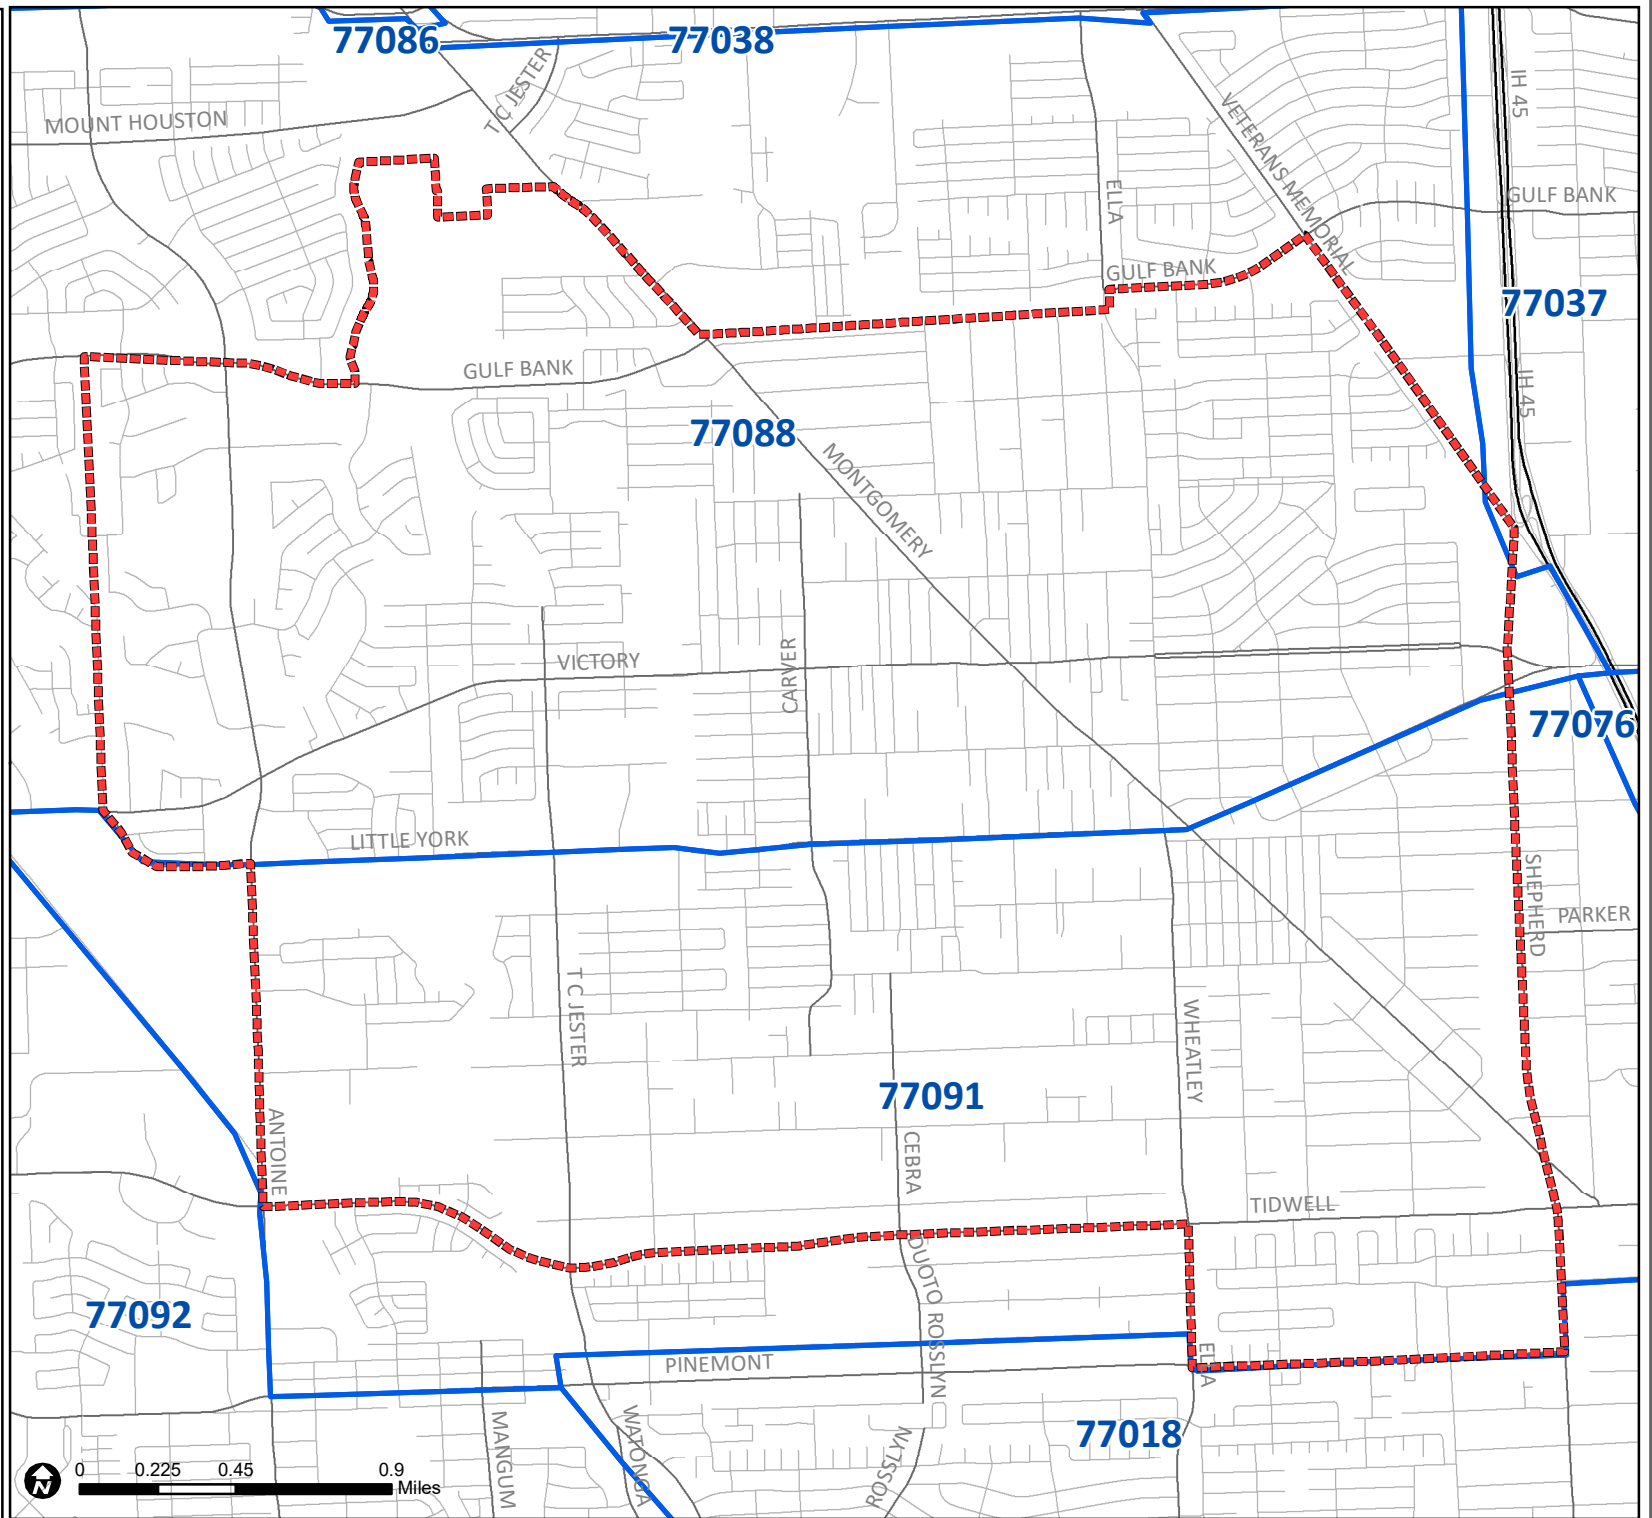 77086
77038
T C JESTER
IH 45
MOUNT HOUSTON
VETERANS MEMORIAL
ELLA
GULF BANK
GULF BANK
77037
GULF BANK
IH 45
77088
MONTGOMERY
VICTORY
CARVER
77076
LITTLE YORK
SHEPHERD
PARKER
T C JESTER
WHEATLEY
77091
ANTOINE
CEBRA
TIDWELL
DUOTO ROSSLYN
77092
PINEMONT
ELLA
MANGUM
WATONGA
ROSSLYN
77018
N
0 0.225 0.45 0.9
Miles